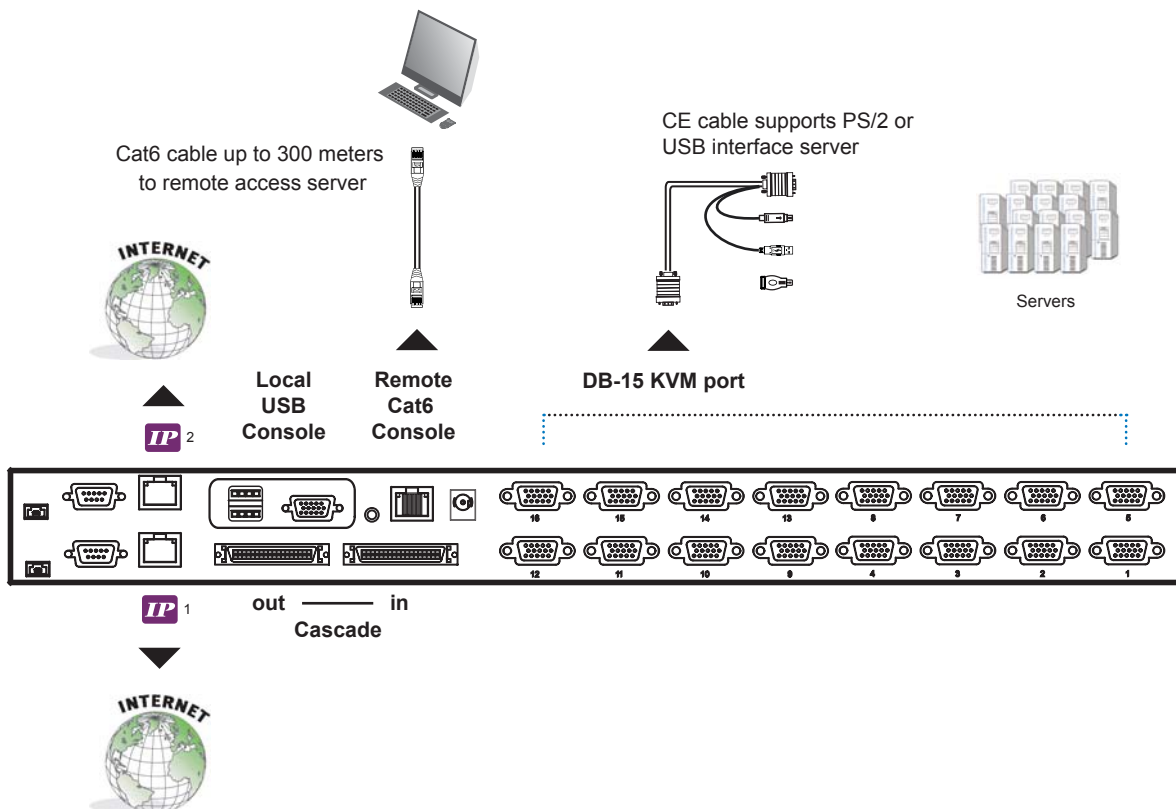 Cat6 cable up to 300 meters
to remote access server
CE cable supports PS/2 or
USB interface server
Servers
INTERNET
IP 2
Local
USB
Console
Remote
Cat6
Console
DB-15 KVM port
16 15 14 13 8 7 6 5
12 11 10 9 4 3 2 1
IP 1
out in
Cascade
INTERNET